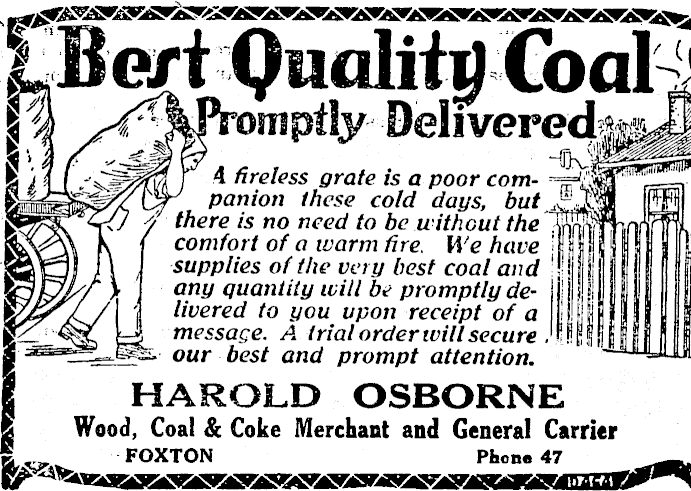 Best Quality Coal
Promptly Delivered
A fireless grate is a poor com-
panion these cold days, but
there is no need to be without the
comfort of a warm fire. We have
supplies of the very best coal and
any quantity will be promptly de-
livered to you upon receipt of a
message. A trial order will secure
our best and prompt attention.
HAROLD OSBORNE
Wood, Coal & Coke Merchant and General Carrier
FOXTON Phone 47